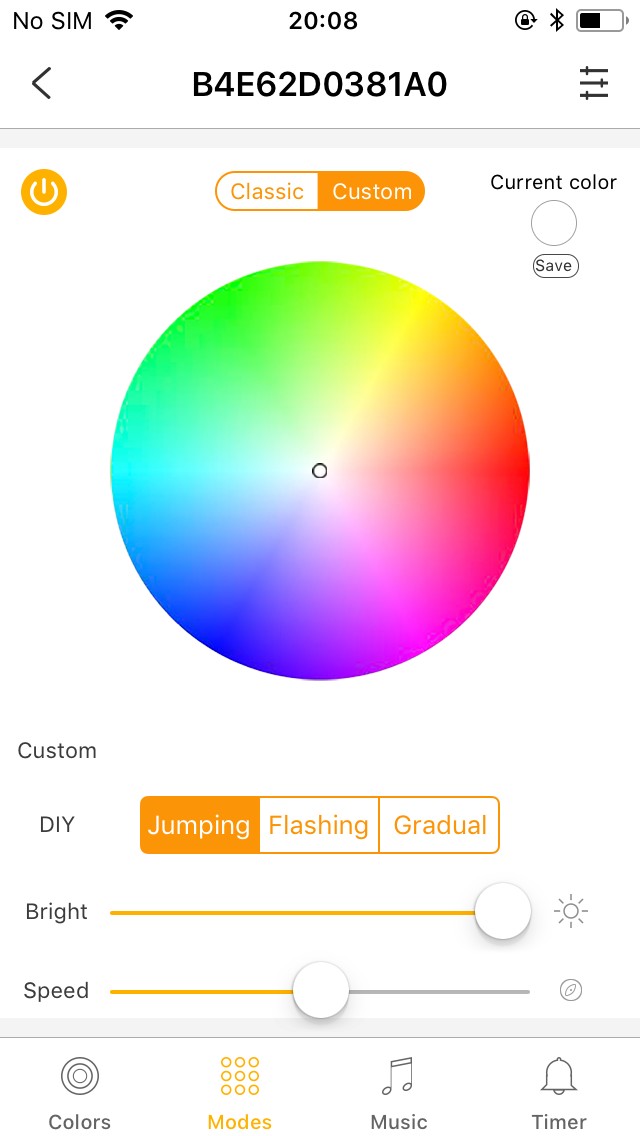 No SIM 20:08
B4E62D0381A0
Classic Custom
Current color
Save
Custom
DIY Jumping Flashing Gradual
Bright
Speed
Colors Modes Music Timer